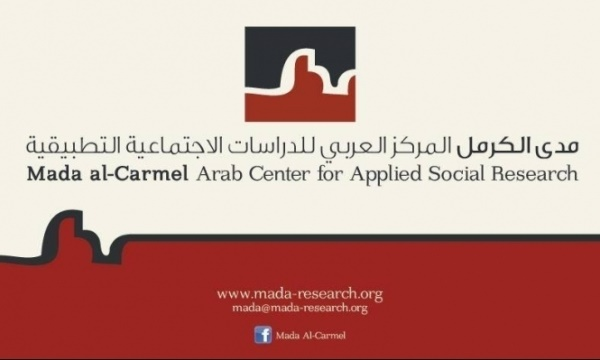 مدى الكرمل المركز العربي للدراسات الاجتماعية التطبيقية
Mada al-Carmel Arab Center for Applied Social Research
www.mada-research.org
mada@mada-research.org
f Mada Al-Carmel